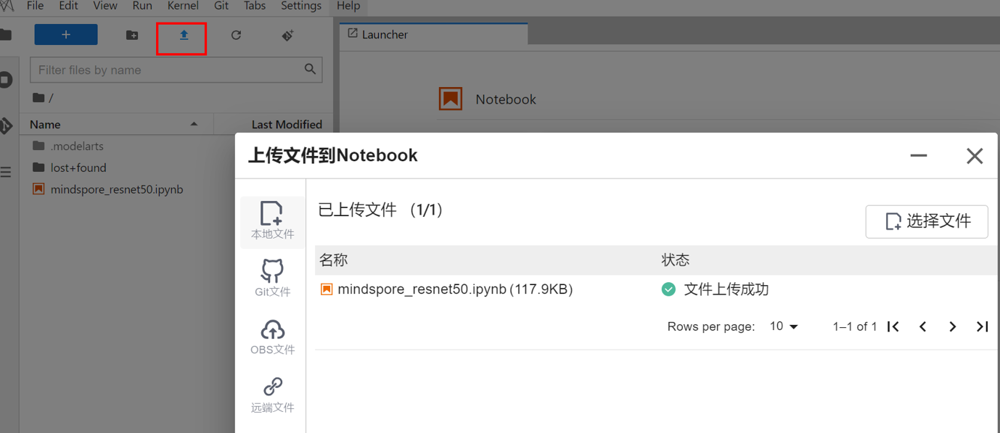 File Edit View Run Kernel Git Tabs Settings Help
Launcher
Filter files by name
/
Notebook
Name Last Modified
.modelarts
lost+found
mindspore_resnet50.ipynb
上传文件到Notebook
本地文件
Git文件
OBS文件
远端文件
已上传文件 （1/1）
选择文件
名称 状态
mindspore_resnet50.ipynb (117.9KB) 文件上传成功
Rows per page: 10 1–1 of 1